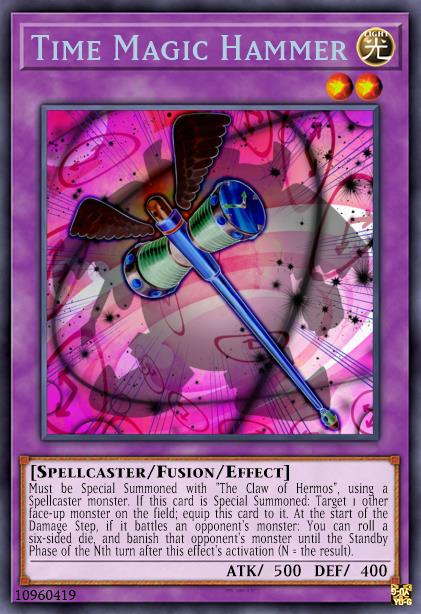 TIME MAGIC HAMMER
LIGHT
光
[SPELLCASTER/FUSION/EFFECT]
Must be Special Summoned with "The Claw of Hermos", using a
Spellcaster monster. If this card is Special Summoned: Target 1 other
face-up monster on the field; equip this card to it. At the start of the
Damage Step, if it battles an opponent's monster: You can roll a
six-sided die, and banish that opponent's monster until the Standby
Phase of the Nth turn after this effect's activation (N = the result).
ATK/ 500 DEF/ 400
10960419